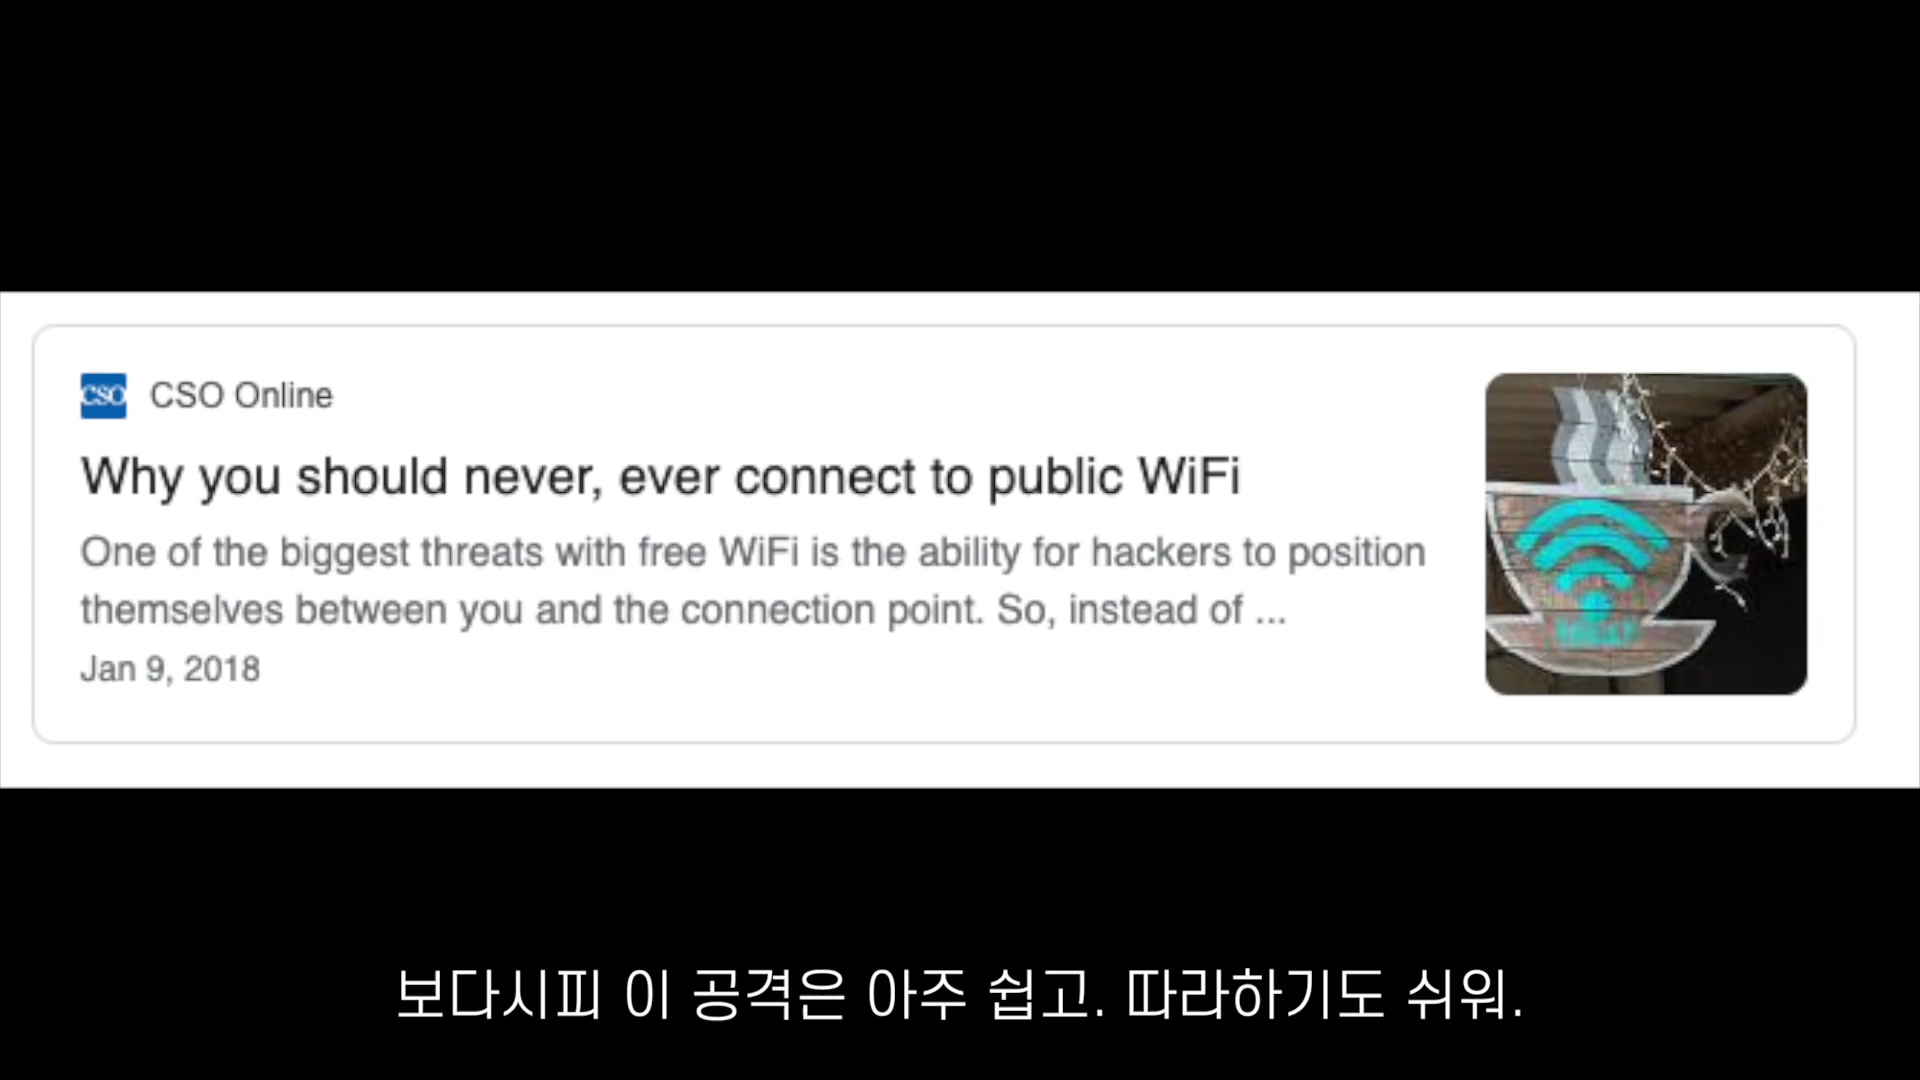 CSO CSO Online
Why you should never, ever connect to public WiFi
One of the biggest threats with free WiFi is the ability for hackers to position
themselves between you and the connection point. So, instead of ...
Jan 9, 2018
보다시피 이 공격은 아주 쉽고. 따라하기도 쉬워.